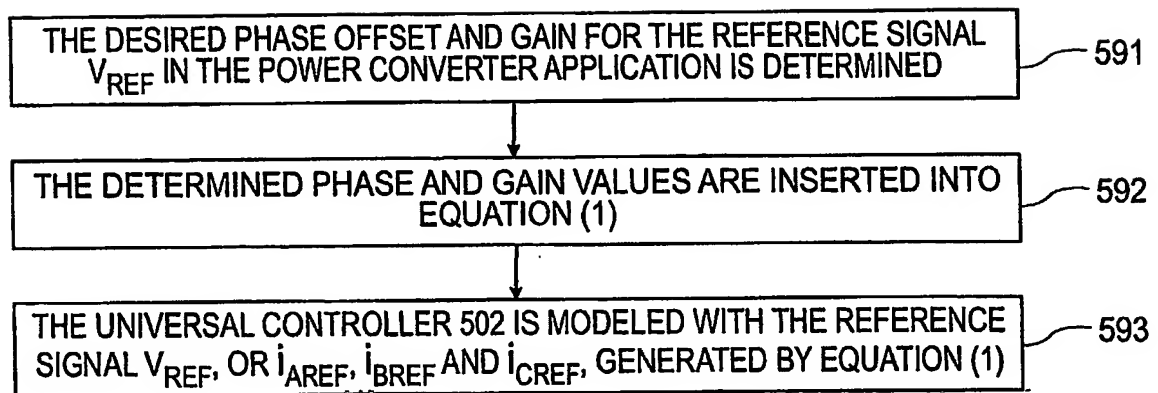 THE DESIRED PHASE OFFSET AND GAIN FOR THE REFERENCE SIGNAL
VREF IN THE POWER CONVERTER APPLICATION IS DETERMINED
591
THE DETERMINED PHASE AND GAIN VALUES ARE INSERTED INTO
EQUATION (1)
592
THE UNIVERSAL CONTROLLER 502 IS MODELED WITH THE REFERENCE
SIGNAL VREF, OR iAREF, iBREF AND iCREF, GENERATED BY EQUATION (1)
593